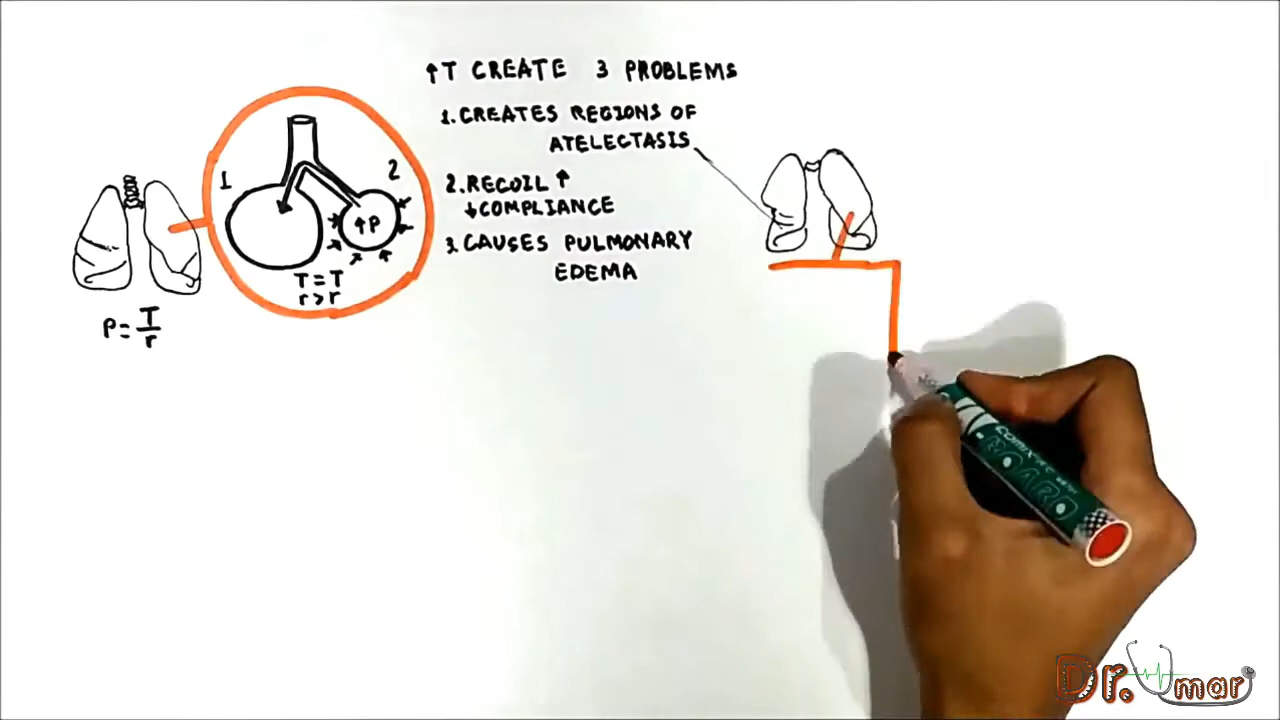 ↑T CREATE 3 PROBLEMS
1. CREATES REGIONS OF
ATELECTASIS
2. RECOIL ↑
↓COMPLIANCE
3. CAUSES PULMONARY
EDEMA
1
2
↑P
T = T
r > r
P = T/r
BOARD
Dr. Umar